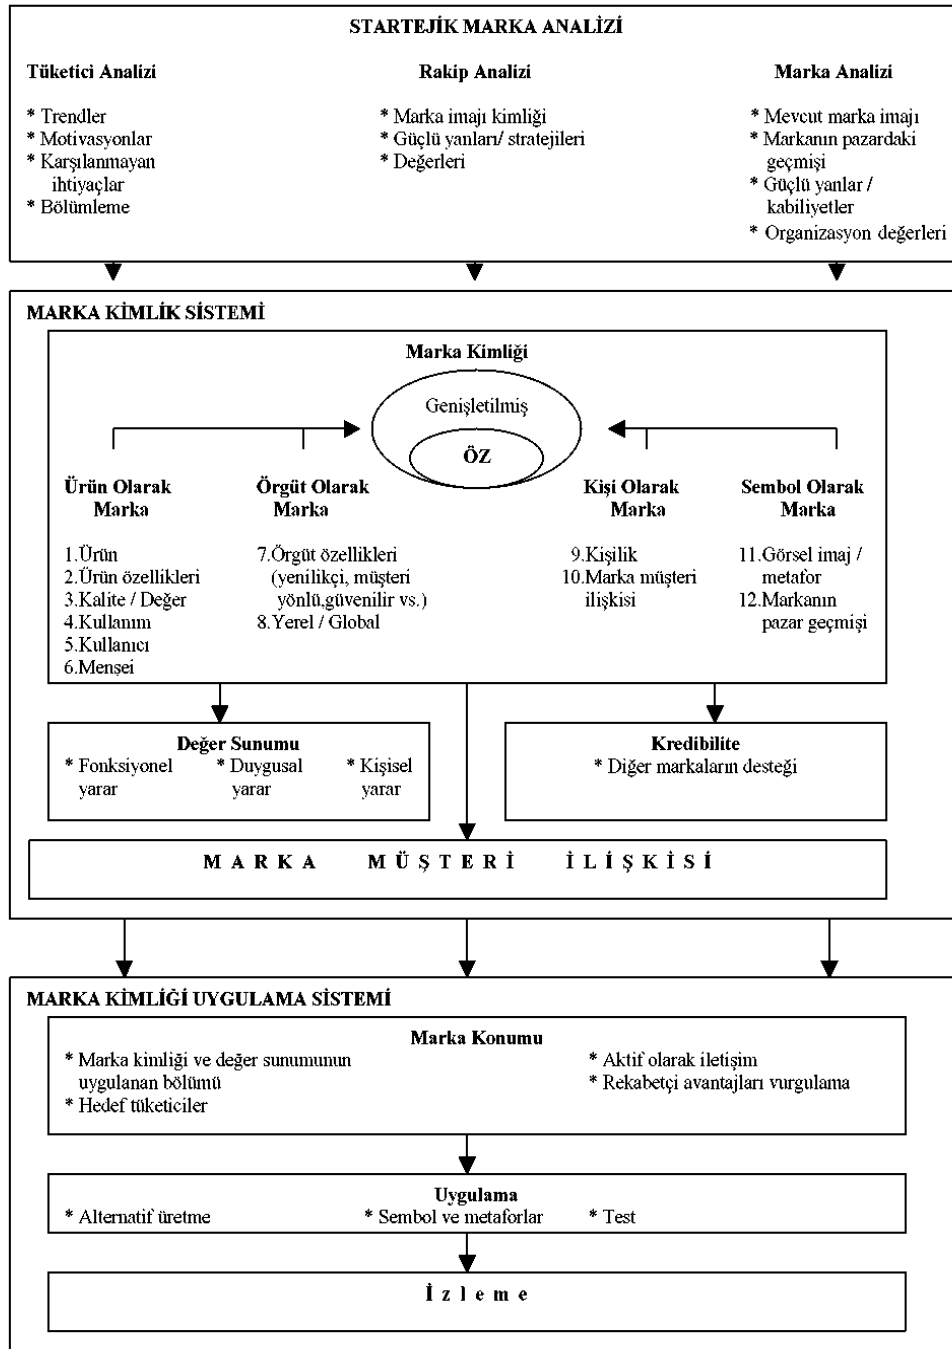 STARTEJİK MARKA ANALİZİ
Tüketici Analizi
* Trendler
* Motivasyonlar
* Karşılanmayan
ihtiyaçlar
* Bölümleme
Rakip Analizi
* Marka imajı kimliği
* Güçlü yanları/ stratejileri
* Değerleri
Marka Analizi
* Mevcut marka imajı
* Markanın pazardaki
geçmişi
* Güçlü yanlar /
kabiliyetler
* Organizasyon değerleri
MARKA KİMLİK SİSTEMİ
Marka Kimliği
Genişletilmiş
ÖZ
Ürün Olarak
Marka
1.Ürün
2.Ürün özellikleri
3.Kalite / Değer
4.Kullanım
5.Kullanıcı
6.Menşei
Örgüt Olarak
Marka
7.Örgüt özellikleri
(yenilikçi, müşteri
yönlü,güvenilir vs.)
8.Yerel / Global
Kişi Olarak
Marka
9.Kişilik
10.Marka müşteri
ilişkisi
Sembol Olarak
Marka
11.Görsel imaj /
metafor
12.Markanın
pazar geçmişi
Değer Sunumu
* Fonksiyonel
yarar
* Duygusal
yarar
* Kişisel
yarar
Kredibilite
* Diğer markaların desteği
MARKA MÜŞTERİ İLİŞKİSİ
MARKA KİMLİĞİ UYGULAMA SİSTEMİ
Marka Konumu
* Marka kimliği ve değer sunumunun
uygulanan bölümü
* Hedef tüketiciler
* Aktif olarak iletişim
* Rekabetçi avantajları vurgulama
Uygulama
* Alternatif üretme
* Sembol ve metaforlar
* Test
İzleme